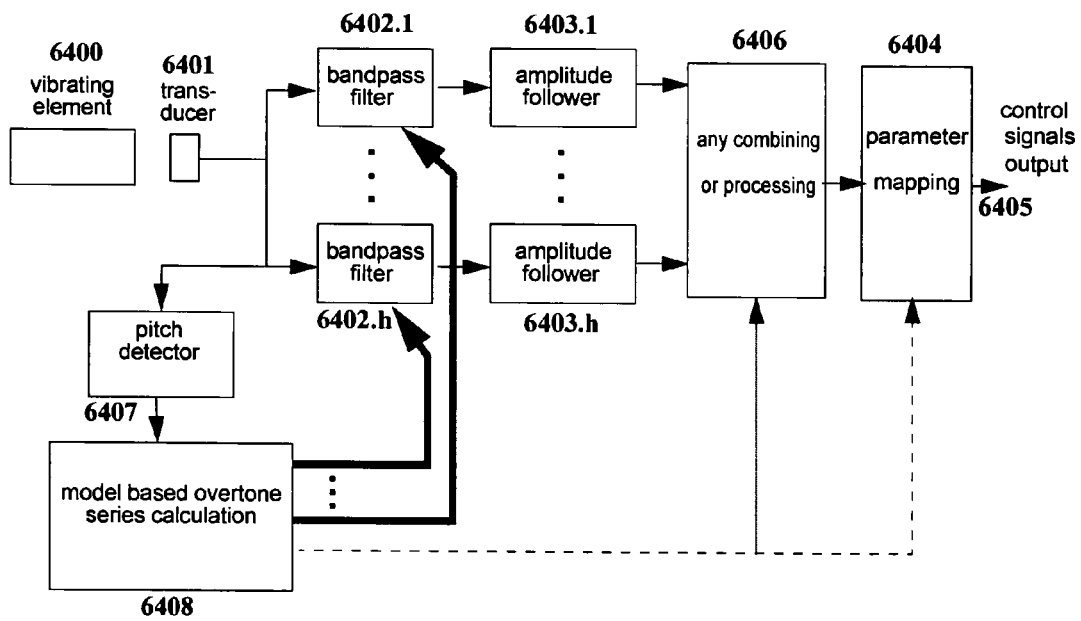 6400
vibrating
element
6401
trans-
ducer
6402.1
bandpass
filter
6403.1
amplitude
follower
6406
any combining
or processing
6404
parameter
mapping
control
signals
output
6405
bandpass
filter
6402.h
amplitude
follower
6403.h
pitch
detector
6407
model based overtone
series calculation
6408